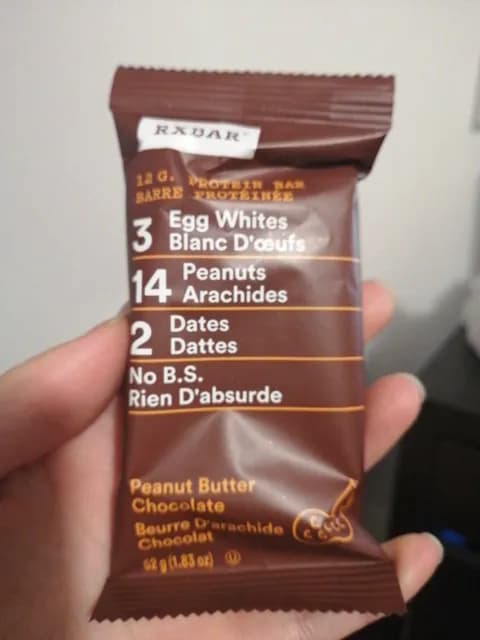 RXBAR
12 G. PROTEIN BAR
BARRE PROTÉINÉE
3 Egg Whites
Blanc D'œufs
14 Peanuts
Arachides
2 Dates
Dattes
No B.S.
Rien D'absurde
Peanut Butter
Chocolate
Beurre D'arachide
Chocolat
52 g (1.83 oz) U